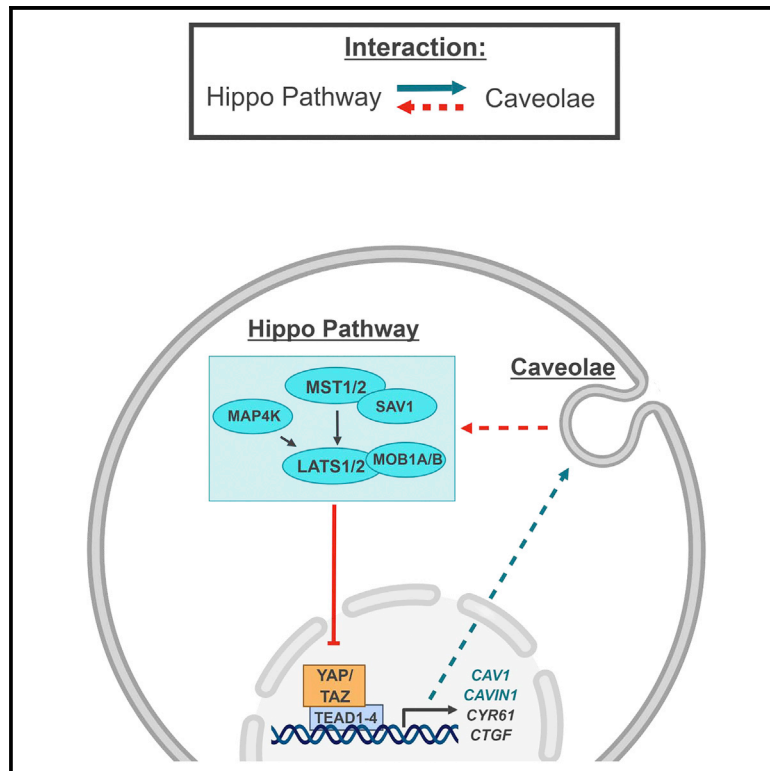 Interaction:
Hippo Pathway Caveolae
Hippo Pathway
Caveolae
MST1/2
SAV1
MAP4K
LATS1/2
MOB1A/B
YAP/
TAZ
TEAD1-4
CAV1
CAVIN1
CYR61
CTGF